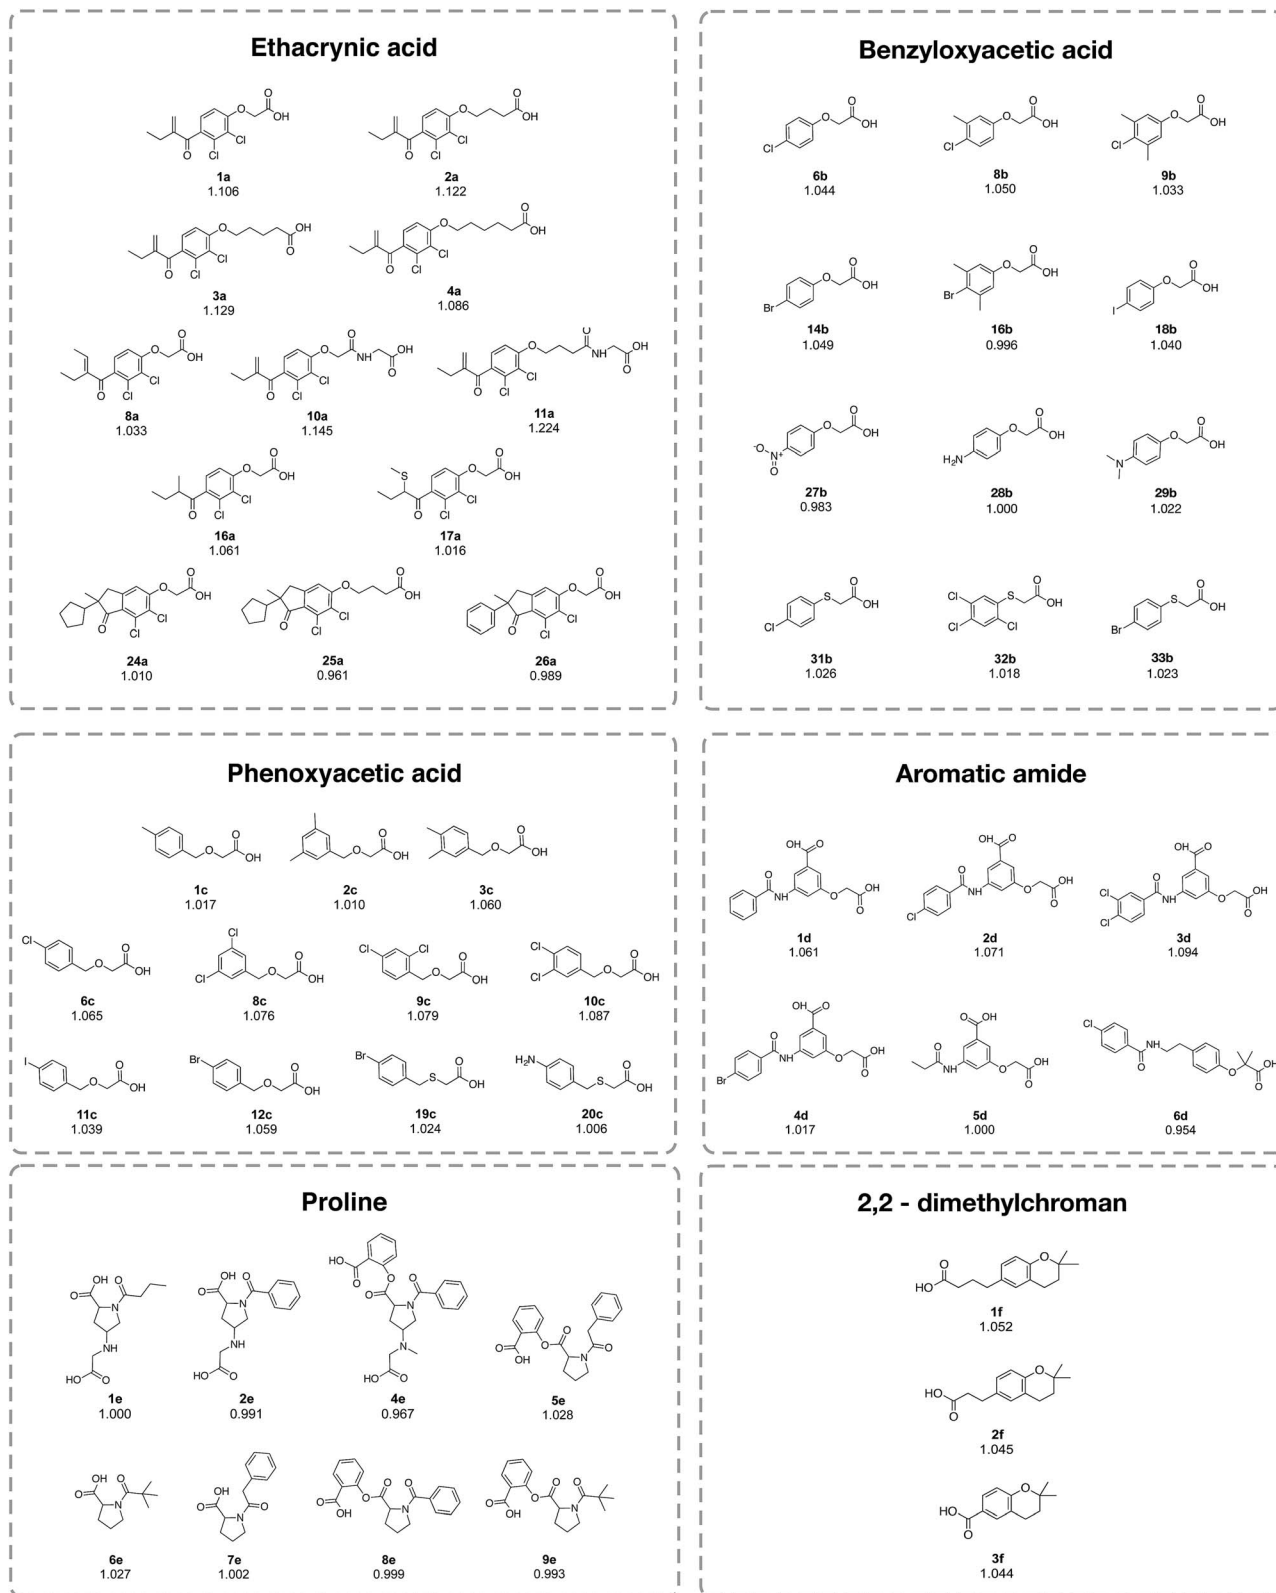 Ethacrynic acid
1a
1.106
2a
1.122
3a
1.129
4a
1.086
8a
1.033
10a
1.145
11a
1.224
16a
1.061
17a
1.016
24a
1.010
25a
0.961
26a
0.989
Benzyloxyacetic acid
6b
1.044
8b
1.050
9b
1.033
14b
1.049
16b
0.996
18b
1.040
27b
0.983
28b
1.000
29b
1.022
31b
1.026
32b
1.018
33b
1.023
Phenoxyacetic acid
1c
1.017
2c
1.010
3c
1.060
6c
1.065
8c
1.076
9c
1.079
10c
1.087
11c
1.039
12c
1.059
19c
1.024
20c
1.006
Aromatic amide
1d
1.061
2d
1.071
3d
1.094
4d
1.017
5d
1.000
6d
0.954
Proline
1e
1.000
2e
0.991
4e
0.967
5e
1.028
6e
1.027
7e
1.002
8e
0.999
9e
0.993
2,2 - dimethylchroman
1f
1.052
2f
1.045
3f
1.044